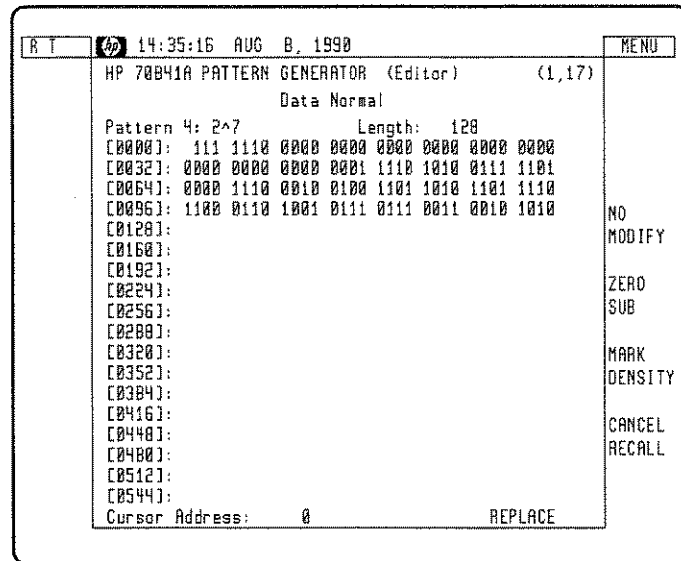 R T
hp 14:35:16 AUG 8, 1990
MENU
HP 70841A PATTERN GENERATOR (Editor) (1,17)
Data Normal
Pattern 4: 2^7 Length: 128
[0000]: 111 1110 0000 0000 0000 0000 0000 0000
[0032]: 0000 0000 0000 0001 1110 1010 0111 1101
[0064]: 0000 1110 0010 0100 1101 1010 1101 1110
[0096]: 1100 0110 1001 0111 0111 0011 0010 1010
[0128]:
[0160]:
[0192]:
[0224]:
[0256]:
[0288]:
[0320]:
[0352]:
[0384]:
[0416]:
[0448]:
[0480]:
[0512]:
[0544]:
Cursor Address: 0 REPLACE
NO
MODIFY
ZERO
SUB
MARK
DENSITY
CANCEL
RECALL